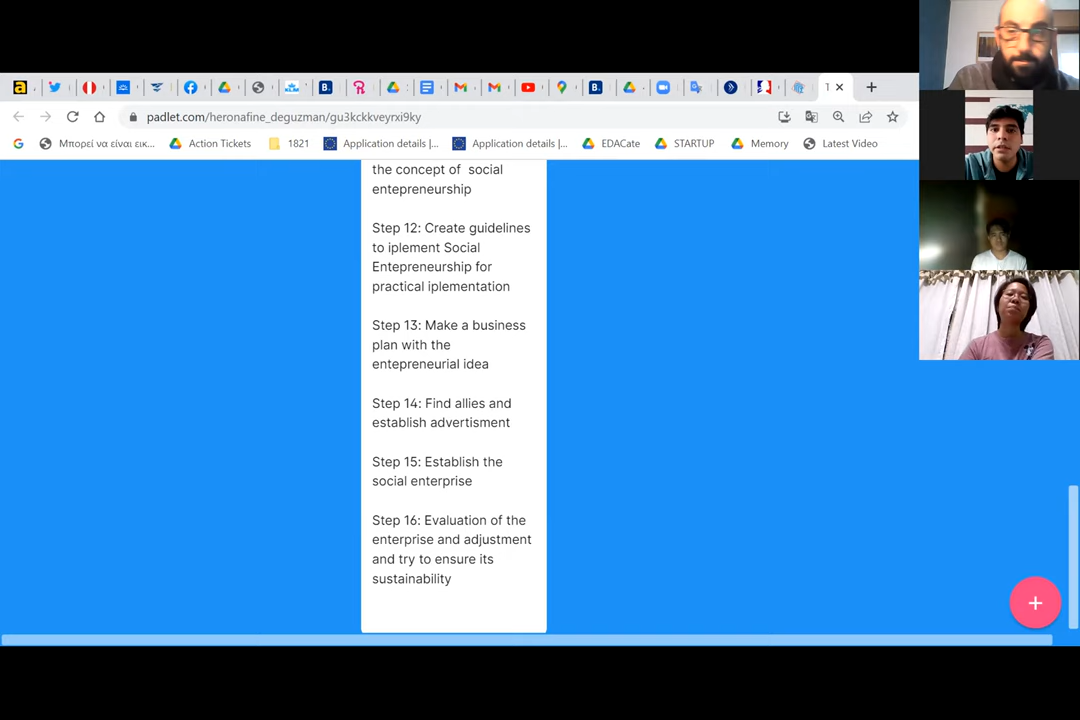 padlet.com/heronafine_deguzman/gu3kckkveyrxi9ky
Μπορεί να είναι εικ...
Action Tickets
1821
Application details |...
Application details |...
EDACate
STARTUP
Memory
Latest Video
the concept of social
entepreneurship
Step 12: Create guidelines
to iplement Social
Entepreneurship for
practical iplementation
Step 13: Make a business
plan with the
entepreneurial idea
Step 14: Find allies and
establish advertisment
Step 15: Establish the
social enterprise
Step 16: Evaluation of the
enterprise and adjustment
and try to ensure its
sustainability